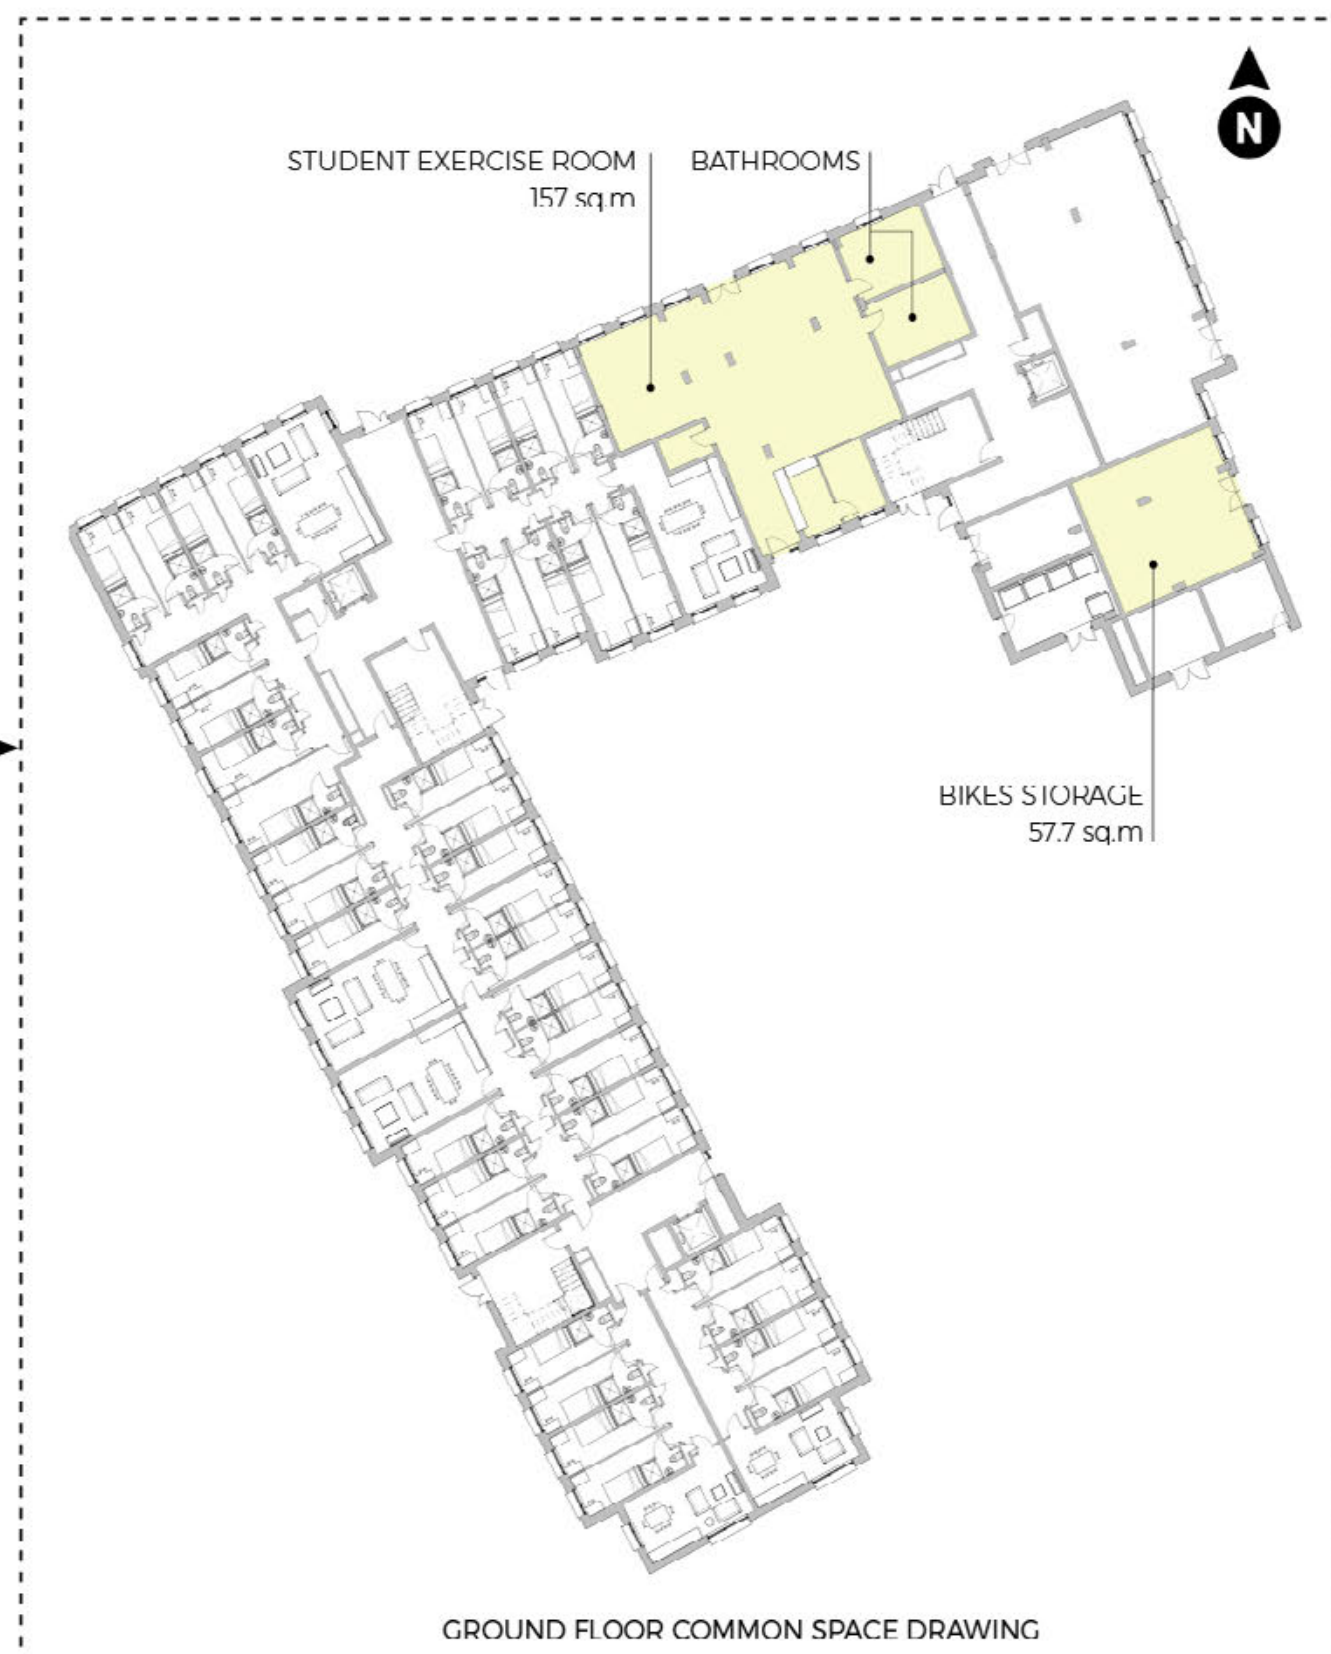 N
STUDENT EXERCISE ROOM
157 sq.m
BATHROOMS
BIKES STORAGE
57.7 sq.m
GROUND FLOOR COMMON SPACE DRAWING